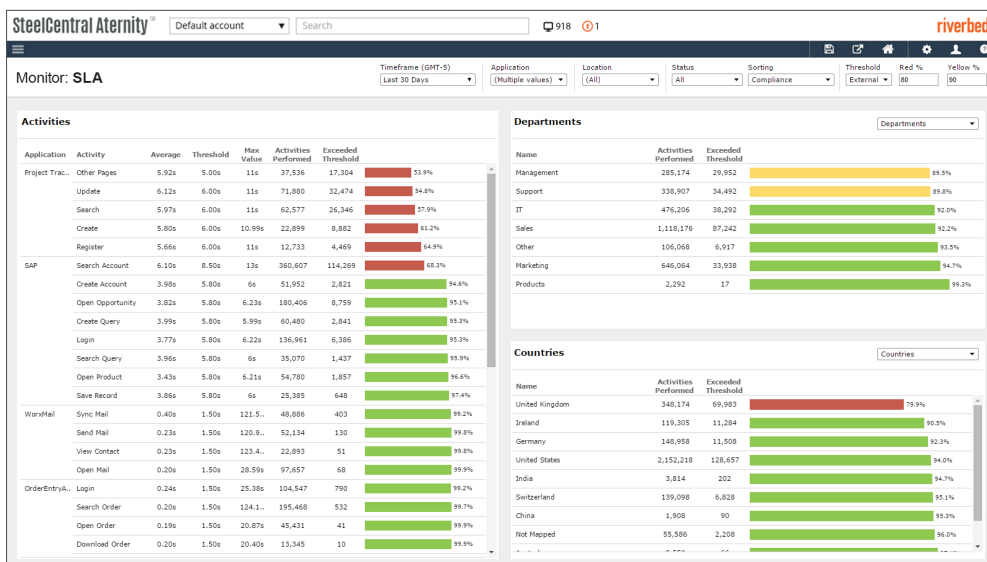 SteelCentral Aternity™ Default account Search 918 1 riverbed
Monitor: SLA
Timeframe (GMT-5) Application Location Status Sorting Threshold Red % Yellow %
Last 30 Days (Multiple values) (All) All Compliance External 80 90
Activities
Application Activity Average Threshold Max Value Activities Performed Exceeded Threshold
Project Trac.. Other Pages 5.92s 5.00s 11s 37,536 17,304 53.9%
Update 6.12s 6.00s 11s 71,880 32,474 54.8%
Search 5.97s 6.00s 11s 62,577 26,346 57.9%
Create 5.80s 6.00s 10.99s 22,899 8,882 61.2%
Register 5.66s 6.00s 11s 12,733 4,469 64.9%
SAP Search Account 6.10s 8.50s 13s 360,607 114,269 68.3%
Create Account 3.98s 5.80s 6s 51,952 2,821 94.6%
Open Opportunity 3.82s 5.80s 6.23s 180,406 8,759 95.1%
Create Query 3.99s 5.80s 5.99s 60,480 2,841 95.3%
Login 3.77s 5.80s 6.22s 136,961 6,386 95.3%
Search Query 3.96s 5.80s 6s 35,070 1,437 95.9%
Open Product 3.43s 5.80s 6.21s 54,780 1,857 96.6%
Save Record 3.86s 5.80s 6s 25,385 648 97.4%
WorxMail Sync Mail 0.40s 1.50s 121.5.. 48,886 403 99.2%
Send Mail 0.23s 1.50s 120.9.. 52,134 130 99.8%
View Contact 0.23s 1.50s 123.4.. 22,893 51 99.8%
Open Mail 0.20s 1.50s 28.59s 97,657 68 99.9%
OrderEntryA.. Login 0.24s 1.50s 25.38s 104,547 790 99.2%
Search Order 0.20s 1.50s 124.1.. 195,468 532 99.7%
Open Order 0.19s 1.50s 20.87s 45,431 41 99.9%
Download Order 0.20s 1.50s 20.40s 13,345 10 99.9%
Departments Departments
Name Activities Performed Exceeded Threshold
Management 285,174 29,952 89.5%
Support 338,907 34,492 89.8%
IT 476,206 38,292 92.0%
Sales 1,118,176 87,242 92.2%
Other 106,068 6,917 93.5%
Marketing 646,064 33,938 94.7%
Products 2,292 17 99.3%
Countries Countries
Name Activities Performed Exceeded Threshold
United Kingdom 348,174 69,983 79.9%
Ireland 119,305 11,284 90.5%
Germany 148,958 11,508 92.3%
United States 2,152,218 128,657 94.0%
India 3,814 202 94.7%
Switzerland 139,098 6,828 95.1%
China 1,908 90 95.3%
Not Mapped 55,586 2,208 96.0%